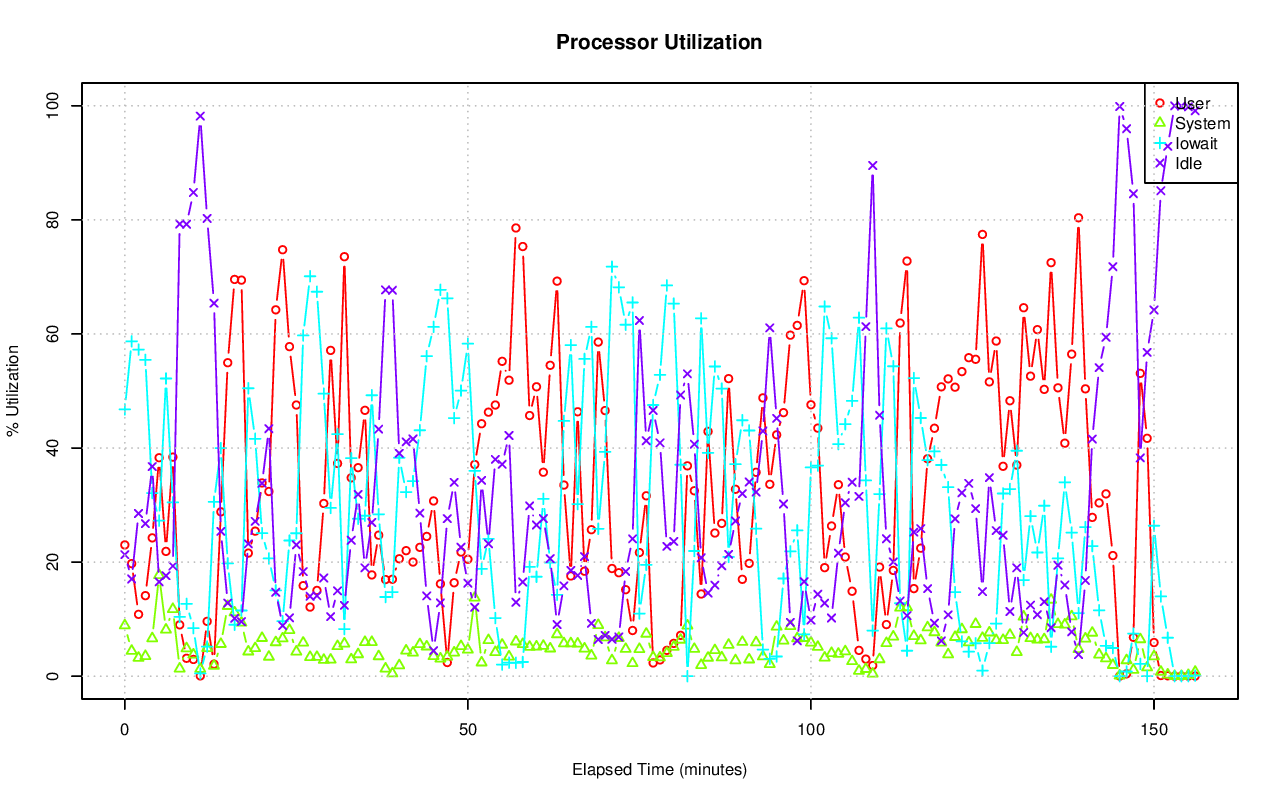 Processor Utilization
100
80
60
40
20
0
% Utilization
User
System
Iowait
Idle
0
50
100
150
Elapsed Time (minutes)